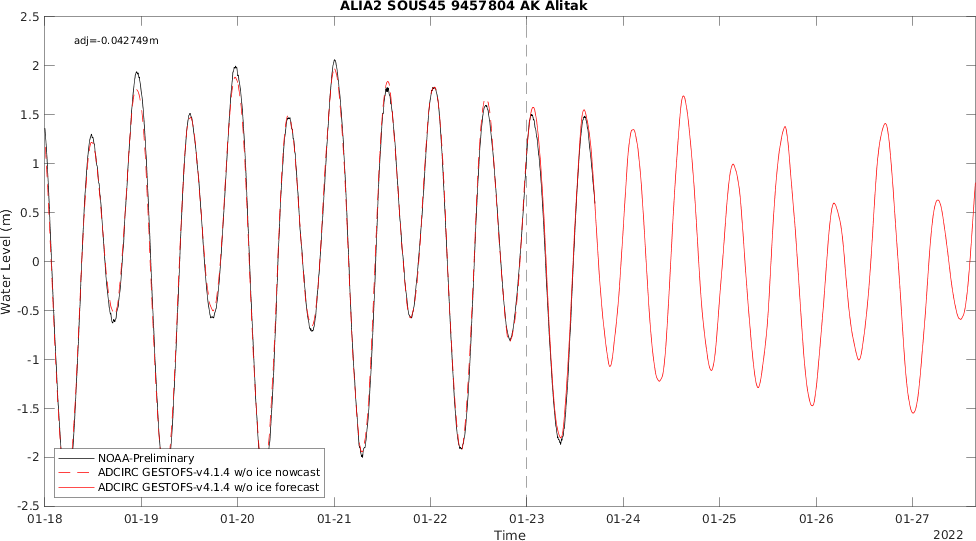 ALIA2 SOUS45 9457804 AK Alitak
adj=-0.042749m
2.5
2
1.5
1
0.5
0
-0.5
-1
-1.5
-2
-2.5
Water Level (m)
NOAA-Preliminary
ADCIRC GESTOFS-v4.1.4 w/o ice nowcast
ADCIRC GESTOFS-v4.1.4 w/o ice forecast
01-18 01-19 01-20 01-21 01-22 01-23 01-24 01-25 01-26 01-27
Time
2022